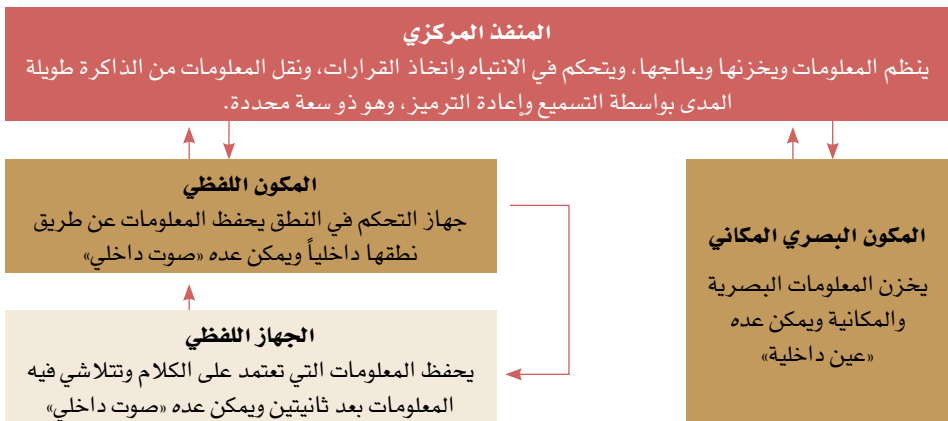 المنفذ المركزي
ينظم المعلومات ويخزنها ويعالجها، ويتحكم في الانتباه واتخاذ القرارات، ونقل المعلومات من الذاكرة طويلة
المدى بواسطة التسميع وإعادة الترميز، وهو ذو سعة محددة.
المكون اللفظي
جهاز التحكم في النطق يحفظ المعلومات عن طريق
نطقها داخلياً ويمكن عده «صوت داخلي»
الجهاز اللفظي
يحفظ المعلومات التي تعتمد على الكلام وتتلاشي فيه
المعلومات بعد ثانيتين ويمكن عده «صوت داخلي»
المكون البصري المكاني
يخزن المعلومات البصرية
والمكانية ويمكن عده
«عين داخلية»